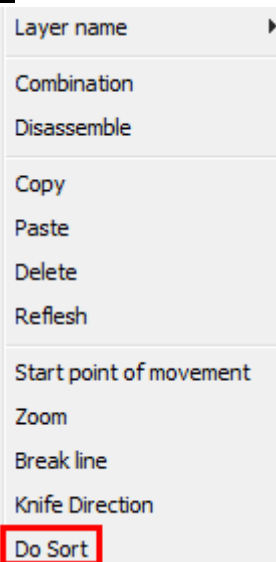 Layer name
Combination
Disassemble
Copy
Paste
Delete
Reflesh
Start point of movement
Zoom
Break line
Knife Direction
Do Sort